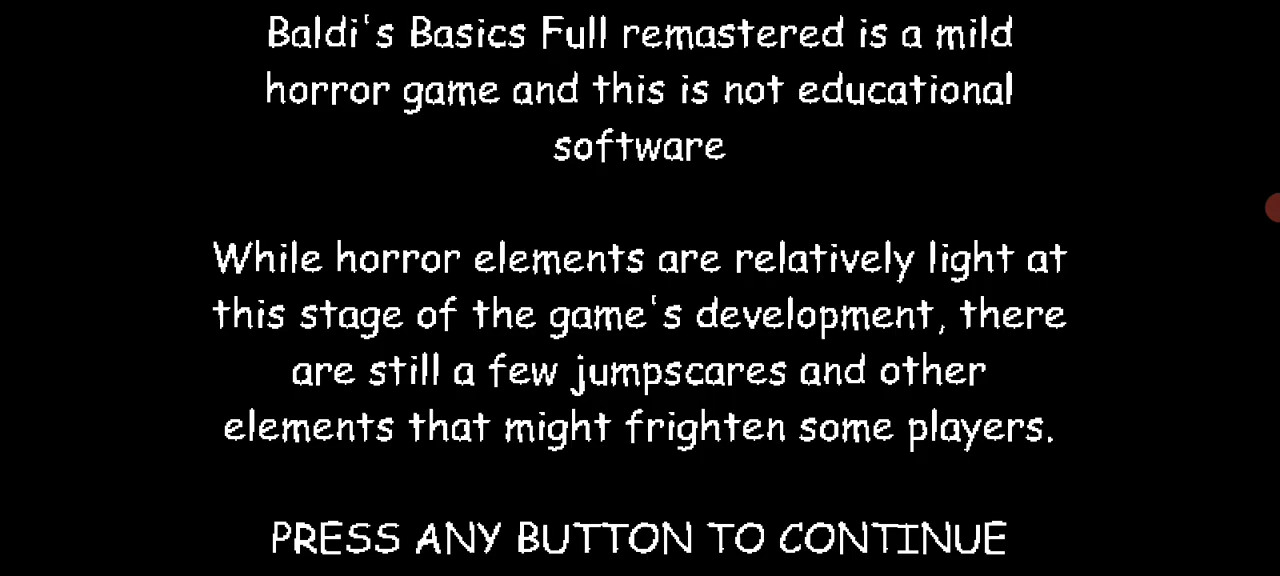 Baldi's Basics Full remastered is a mild
horror game and this is not educational
software
While horror elements are relatively light at
this stage of the game's development, there
are still a few jumpscares and other
elements that might frighten some players.
PRESS ANY BUTTON TO CONTINUE